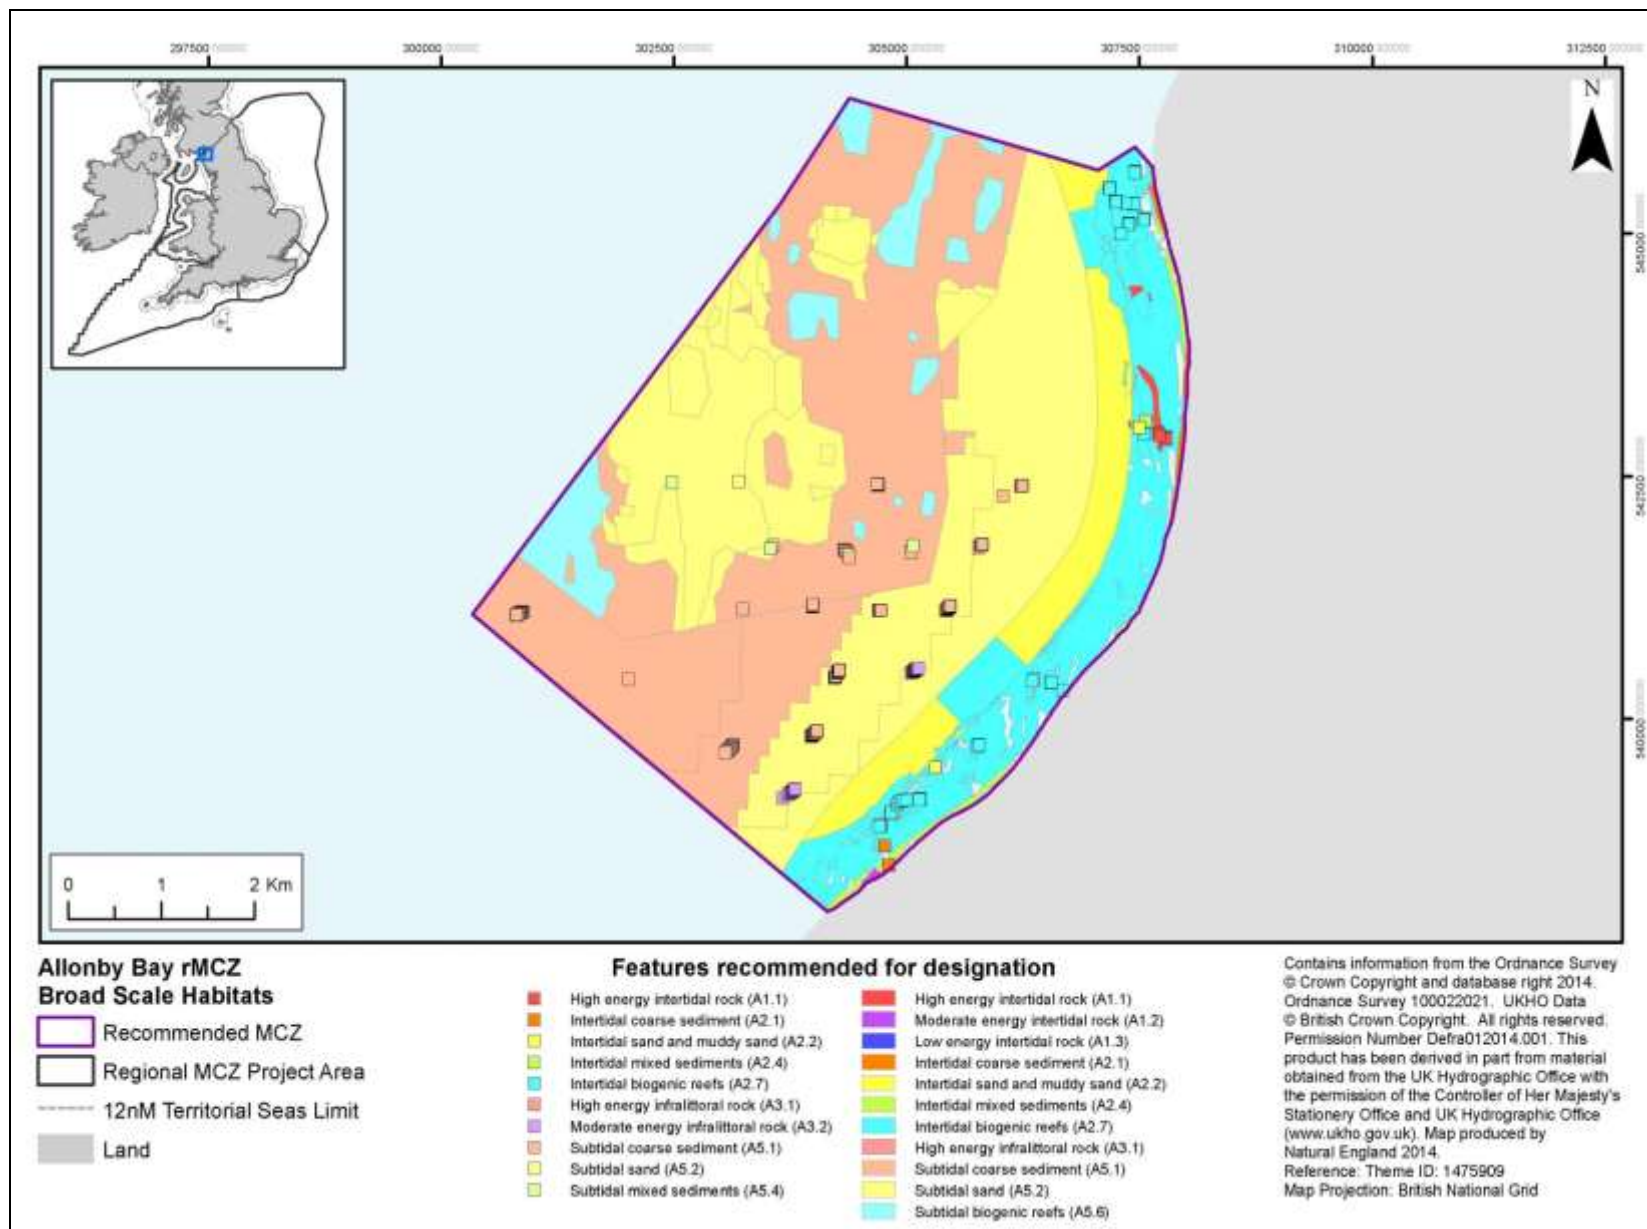 297500.000000 300000.000000 302500.000000 305000.000000 307500.000000 310000.000000 312500.000000
N
545000.000000
542500.000000
540000.000000
0 1 2 Km
Allonby Bay rMCZ
Broad Scale Habitats
Recommended MCZ
Regional MCZ Project Area
12nM Territorial Seas Limit
Land
Features recommended for designation
High energy intertidal rock (A1.1)
Intertidal coarse sediment (A2.1)
Intertidal sand and muddy sand (A2.2)
Intertidal mixed sediments (A2.4)
Intertidal biogenic reefs (A2.7)
High energy infralittoral rock (A3.1)
Moderate energy infralittoral rock (A3.2)
Subtidal coarse sediment (A5.1)
Subtidal sand (A5.2)
Subtidal mixed sediments (A5.4)
High energy intertidal rock (A1.1)
Moderate energy intertidal rock (A1.2)
Low energy intertidal rock (A1.3)
Intertidal coarse sediment (A2.1)
Intertidal sand and muddy sand (A2.2)
Intertidal mixed sediments (A2.4)
Intertidal biogenic reefs (A2.7)
High energy infralittoral rock (A3.1)
Subtidal coarse sediment (A5.1)
Subtidal sand (A5.2)
Subtidal biogenic reefs (A5.6)
Contains information from the Ordnance Survey
© Crown Copyright and database right 2014.
Ordnance Survey 100022021. UKHO Data
© British Crown Copyright. All rights reserved.
Permission Number Defra012014.001. This
product has been derived in part from material
obtained from the UK Hydrographic Office with
the permission of the Controller of Her Majesty's
Stationery Office and UK Hydrographic Office
(www.ukho.gov.uk). Map produced by
Natural England 2014.
Reference: Theme ID: 1475909
Map Projection: British National Grid